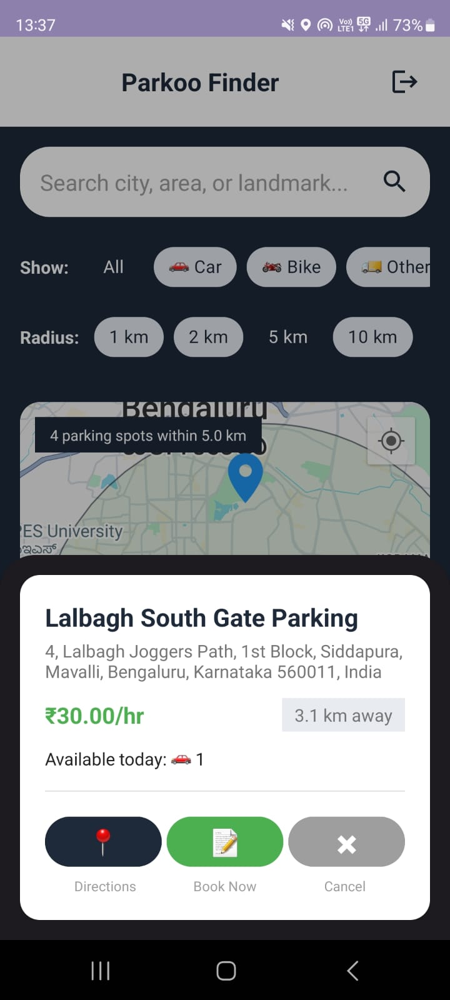 13:37
Vo)) LTE1
5G
73%
Parkoo Finder
Search city, area, or landmark...
Show: All Car Bike Other
Radius: 1 km 2 km 5 km 10 km
Bengaluru
4 parking spots within 5.0 km
ES University
ಇಎಸ್
Lalbagh South Gate Parking
4, Lalbagh Joggers Path, 1st Block, Siddapura,
Mavalli, Bengaluru, Karnataka 560011, India
₹30.00/hr
3.1 km away
Available today: 1
Directions Book Now Cancel